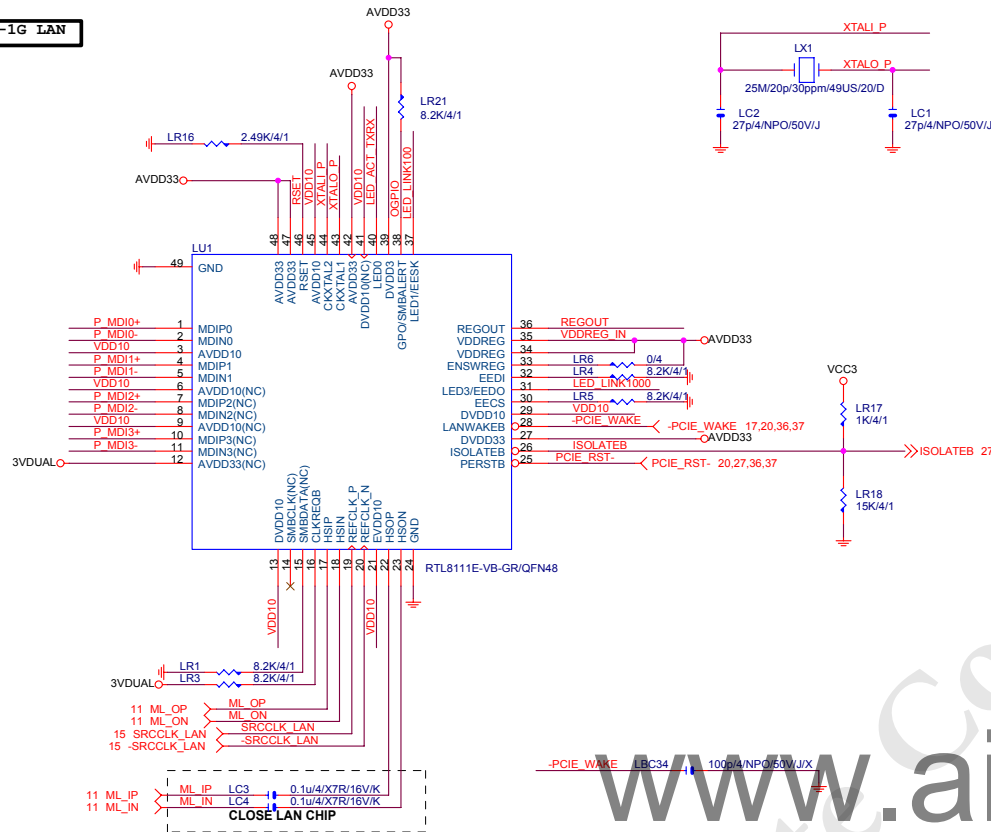 -1G LAN
AVDD33
AVDD33
LR21
8.2K/4/1
LR16 2.49K/4/1
AVDD33
RSET
VDD10
XTALI_P
XTALO_P
VDD10
LED_ACT_TXRX
OGPIO
LED_LINK100
48 47 46 45 44 43 42 41 40 39 38 37
XTALI_P
LX1
XTALO_P
25M/20p/30ppm/49US/20/D
LC2
27p/4/NPO/50V/J
LC1
27p/4/NPO/50V/J
LU1
49 GND
AVDD33
AVDD33
RSET
AVDD10
CKXTAL2
CKXTAL1
AVDD33
DVDD10(NC)
LED0
DVDD3
GPO/SMBALERT
LED1/EESK
P_MDI0+ 1 MDIP0
P_MDI0- 2 MDIN0
VDD10 3 AVDD10
P_MDI1+ 4 MDIP1
P_MDI1- 5 MDIN1
VDD10 6 AVDD10(NC)
P_MDI2+ 7 MDIP2(NC)
P_MDI2- 8 MDIN2(NC)
VDD10 9 AVDD10(NC)
P_MDI3+ 10 MDIP3(NC)
P_MDI3- 11 MDIN3(NC)
3VDUAL 12 AVDD33(NC)
REGOUT 36 REGOUT
VDDREG 35 VDDREG_IN AVDD33
VDDREG 34
ENSWREG 33 LR6 0/4
EEDI 32 LR4 8.2K/4/1
LED3/EEDO 31 LED_LINK1000
EECS 30 LR5 8.2K/4/1
DVDD10 29 VDD10
LANWAKEB 28 -PCIE_WAKE -PCIE_WAKE 17,20,36,37
DVDD33 27 AVDD33
ISOLATEB 26 ISOLATEB
PERSTB 25 PCIE_RST- PCIE_RST- 20,27,36,37
VCC3
LR17
1K/4/1
ISOLATEB 27
LR18
15K/4/1
DVDD10
SMBCLK(NC)
SMBDATA(NC)
CLKREQB
HSIP
HSIN
REFCLK_P
REFCLK_N
EVDD10
HSOP
HSON
GND
13 14 15 16 17 18 19 20 21 22 23 24
RTL8111E-VB-GR/QFN48
VDD10
VDD10
LR1 8.2K/4/1
3VDUAL LR3 8.2K/4/1
11 ML_OP ML_OP
11 ML_ON ML_ON
15 SRCCLK_LAN SRCCLK_LAN
15 -SRCCLK_LAN -SRCCLK_LAN
11 ML_IP ML_IP LC3 0.1u/4/X7R/16V/K
11 ML_IN ML_IN LC4 0.1u/4/X7R/16V/K
CLOSE LAN CHIP
-PCIE_WAKE LBC34 100p/4/NPO/50V/J/X
www.ai